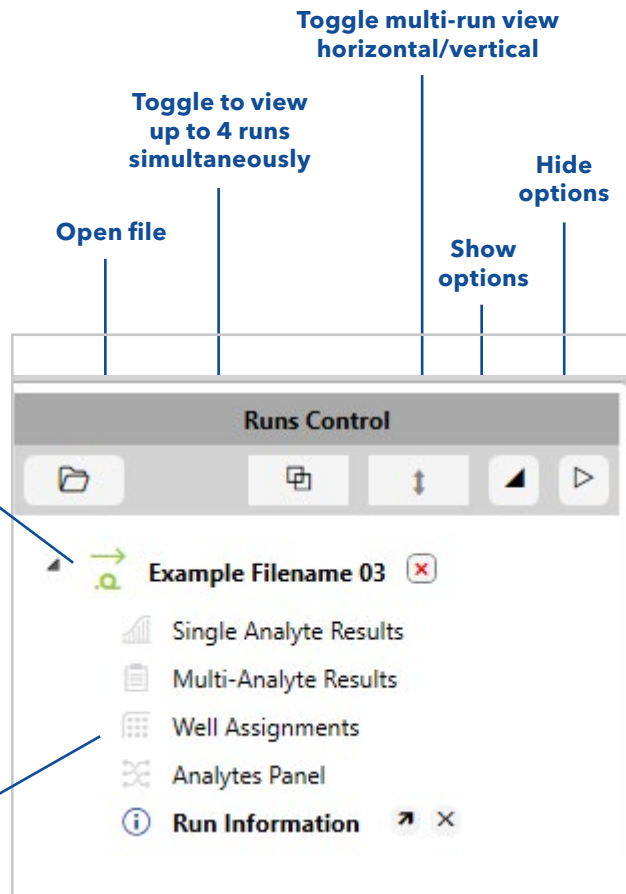 Toggle multi-run view
horizontal/vertical
Toggle to view
up to 4 runs
simultaneously
Hide
options
Open file
Show
options
Runs Control
Example Filename 03
Single Analyte Results
Multi-Analyte Results
Well Assignments
Analytes Panel
Run Information